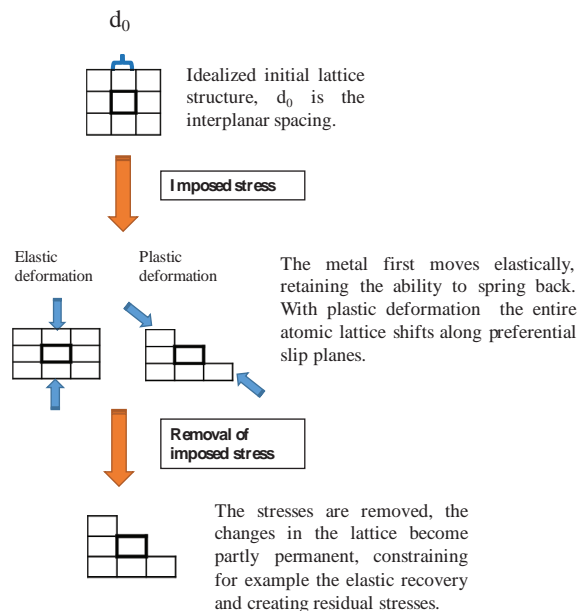 d₀
Idealized initial lattice
structure, d₀ is the
interplanar spacing.
Imposed stress
Elastic
deformation
Plastic
deformation
The metal first moves elastically,
retaining the ability to spring back.
With plastic deformation the entire
atomic lattice shifts along preferential
slip planes.
Removal of
imposed stress
The stresses are removed, the
changes in the lattice become
partly permanent, constraining
for example the elastic recovery
and creating residual stresses.